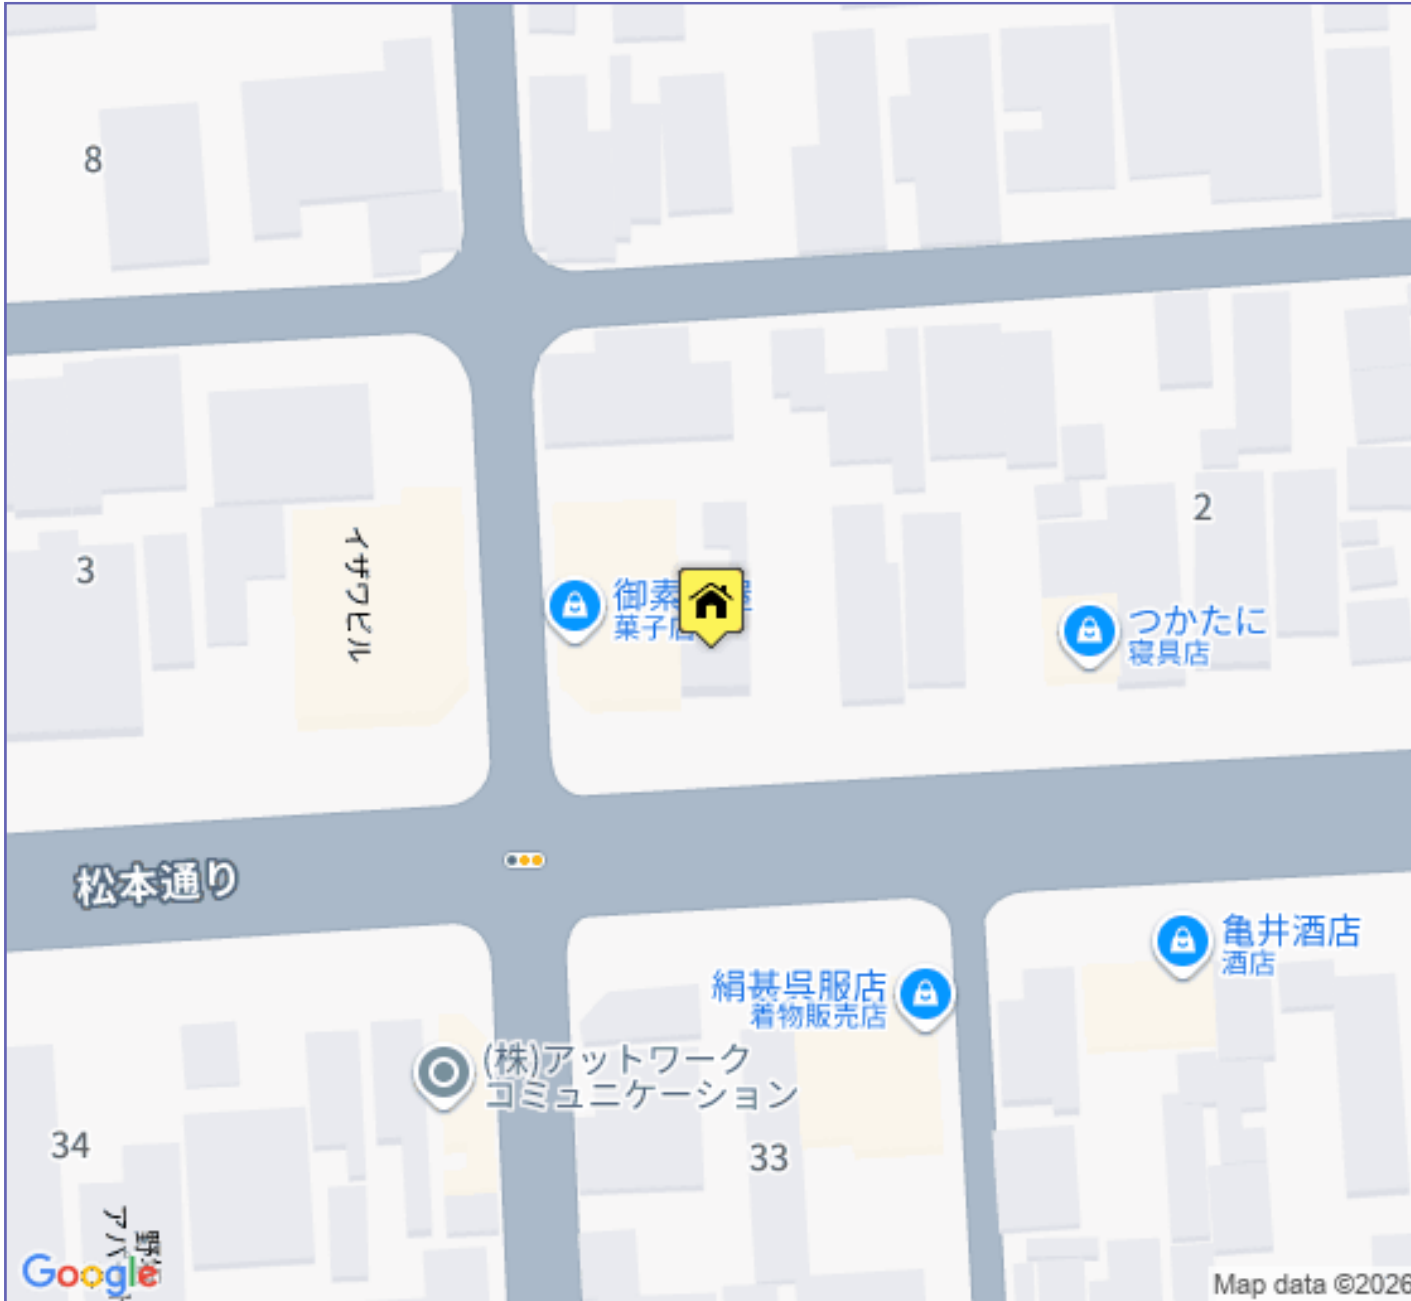 8
3
イザワビル
御素
菓子店
2
つかたに
寝具店
松本通り
亀井酒店
酒店
絹甚呉服店
着物販売店
(株)アットワーク
コミュニケーション
34
33
Google
Map data ©2026